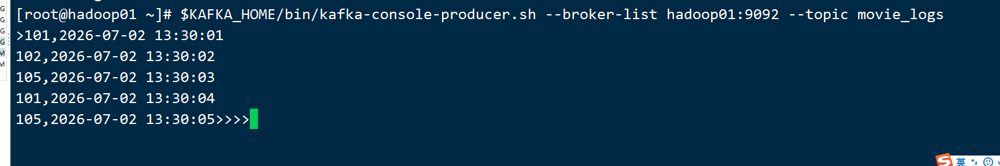 G
G
G
G
M
M
[root@hadoop01 ~]# $KAFKA_HOME/bin/kafka-console-producer.sh --broker-list hadoop01:9092 --topic movie_logs
>101,2026-07-02 13:30:01
102,2026-07-02 13:30:02
105,2026-07-02 13:30:03
101,2026-07-02 13:30:04
105,2026-07-02 13:30:05>>>>
S 英